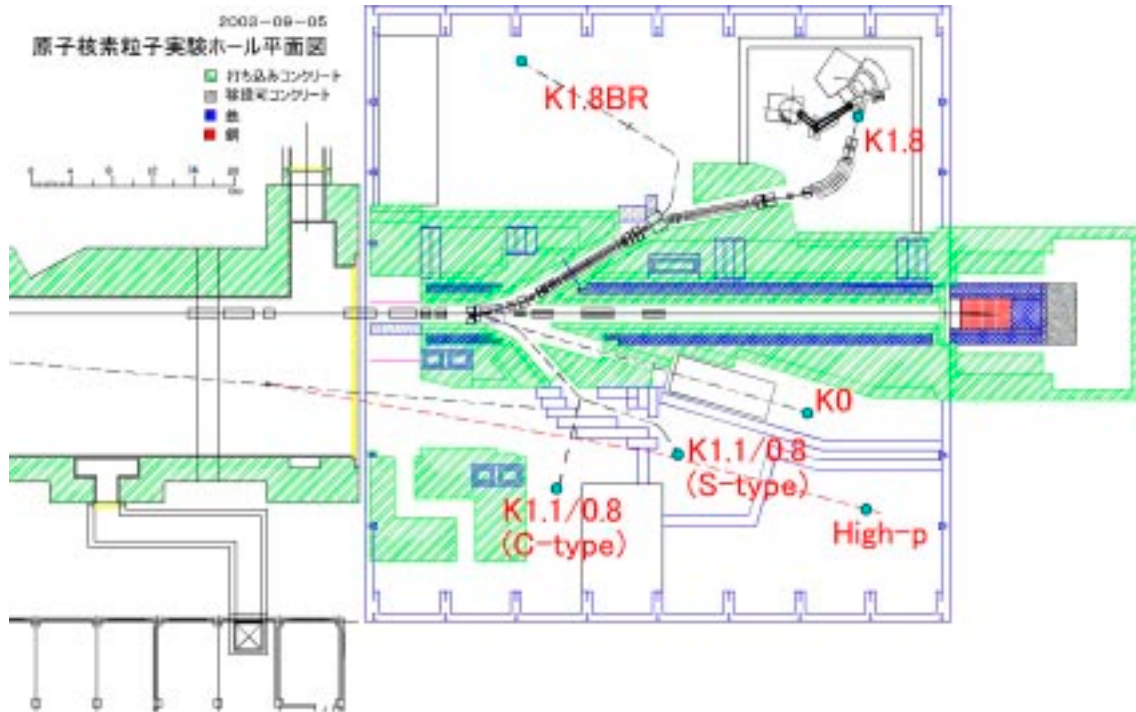 2003-09-05
原子核素粒子実験ホール平面図
打ち込みコンクリート
移設可コンクリート
鉄
銅
K1.8BR
K1.8
K0
K1.1/0.8
(S-type)
K1.1/0.8
(C-type)
High-p